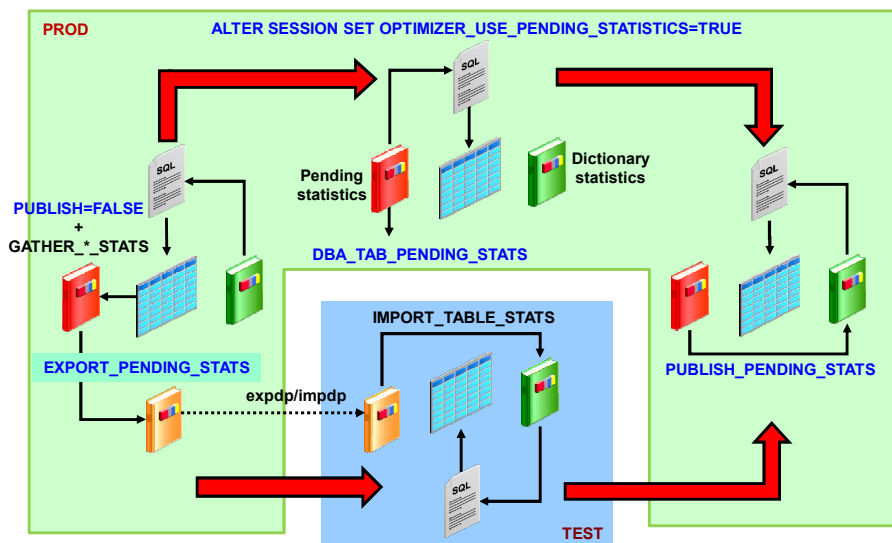 PROD
ALTER SESSION SET OPTIMIZER_USE_PENDING_STATISTICS=TRUE
SQL
Pending
statistics
Dictionary
statistics
DBA_TAB_PENDING_STATS
SQL
PUBLISH=FALSE
+
GATHER_*_STATS
EXPORT_PENDING_STATS
expdp/impdp
IMPORT_TABLE_STATS
SQL
TEST
SQL
PUBLISH_PENDING_STATS